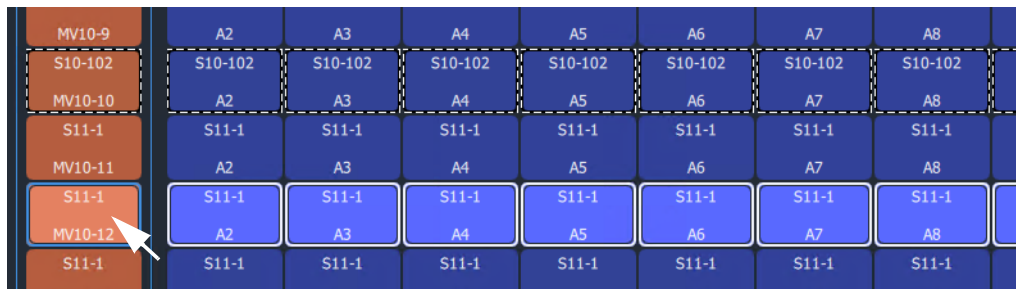 MV10-9 A2 A3 A4 A5 A6 A7 A8
S10-102 S10-102 S10-102 S10-102 S10-102 S10-102 S10-102 S10-102
MV10-10 A2 A3 A4 A5 A6 A7 A8
S11-1 S11-1 S11-1 S11-1 S11-1 S11-1 S11-1 S11-1
MV10-11 A2 A3 A4 A5 A6 A7 A8
S11-1 S11-1 S11-1 S11-1 S11-1 S11-1 S11-1 S11-1
MV10-12 A2 A3 A4 A5 A6 A7 A8
S11-1 S11-1 S11-1 S11-1 S11-1 S11-1 S11-1 S11-1